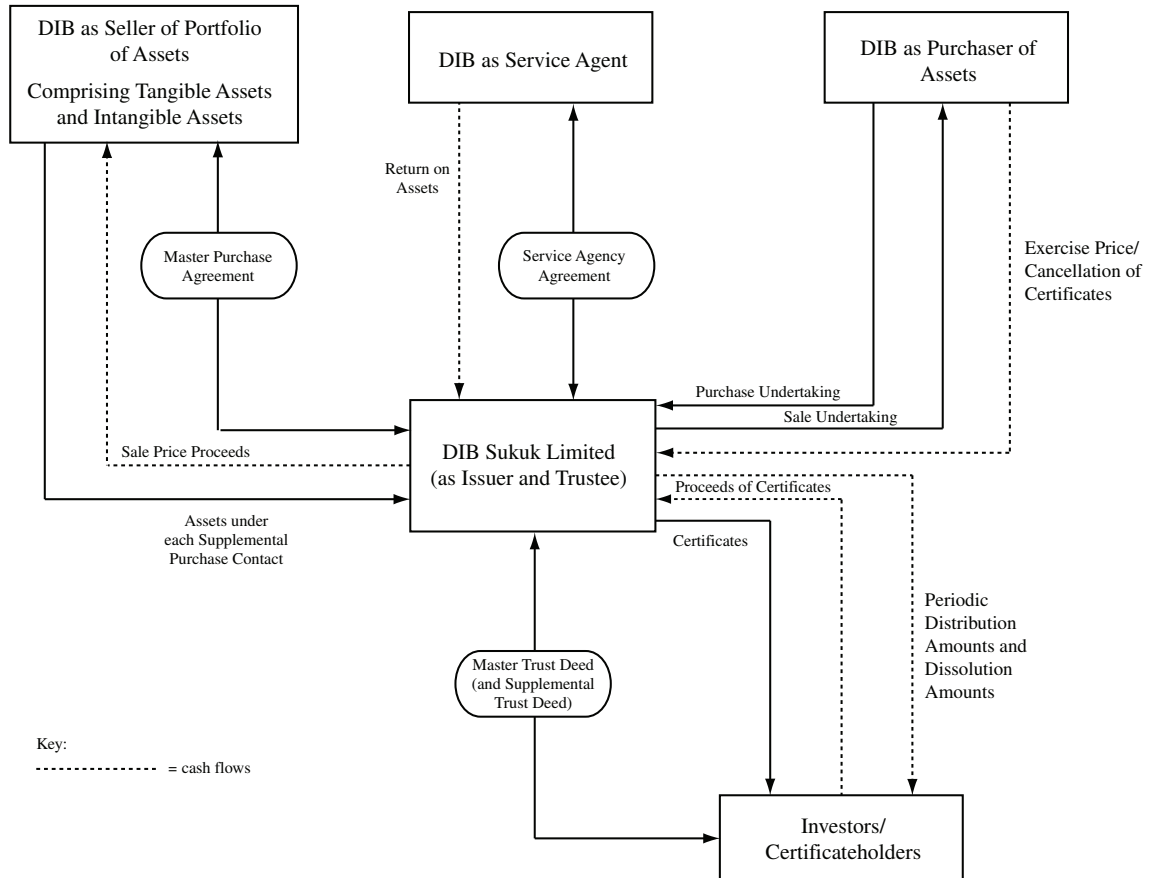 DIB as Seller of Portfolio
of Assets
Comprising Tangible Assets
and Intangible Assets
DIB as Service Agent
DIB as Purchaser of
Assets
Return on
Assets
Master Purchase
Agreement
Service Agency
Agreement
Exercise Price/
Cancellation of
Certificates
Purchase Undertaking
Sale Undertaking
DIB Sukuk Limited
(as Issuer and Trustee)
Sale Price Proceeds
Proceeds of Certificates
Assets under
each Supplemental
Purchase Contact
Certificates
Periodic
Distribution
Amounts and
Dissolution
Amounts
Master Trust Deed
(and Supplemental
Trust Deed)
Key:
= cash flows
Investors/
Certificateholders